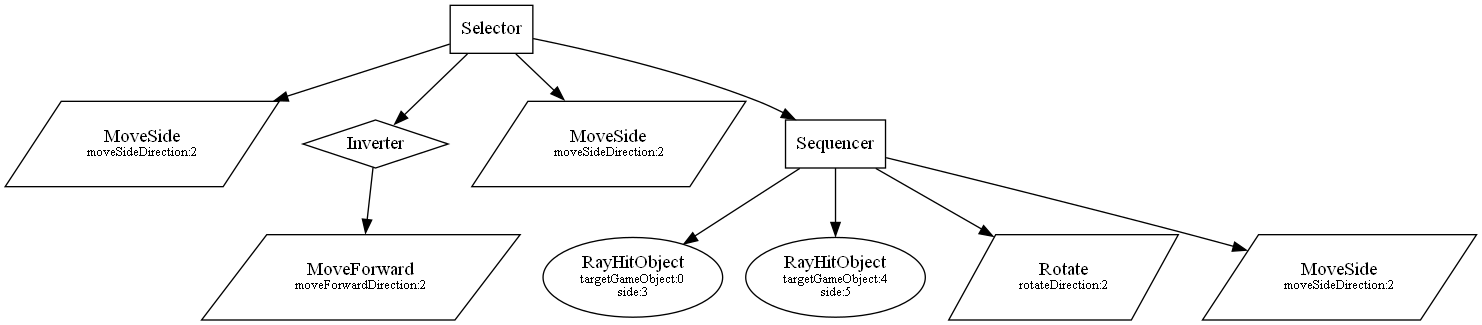 Selector
MoveSide
moveSideDirection:2
Inverter
MoveSide
moveSideDirection:2
Sequencer
MoveForward
moveForwardDirection:2
RayHitObject
targetGameObject:0
side:3
RayHitObject
targetGameObject:4
side:5
Rotate
rotateDirection:2
MoveSide
moveSideDirection:2